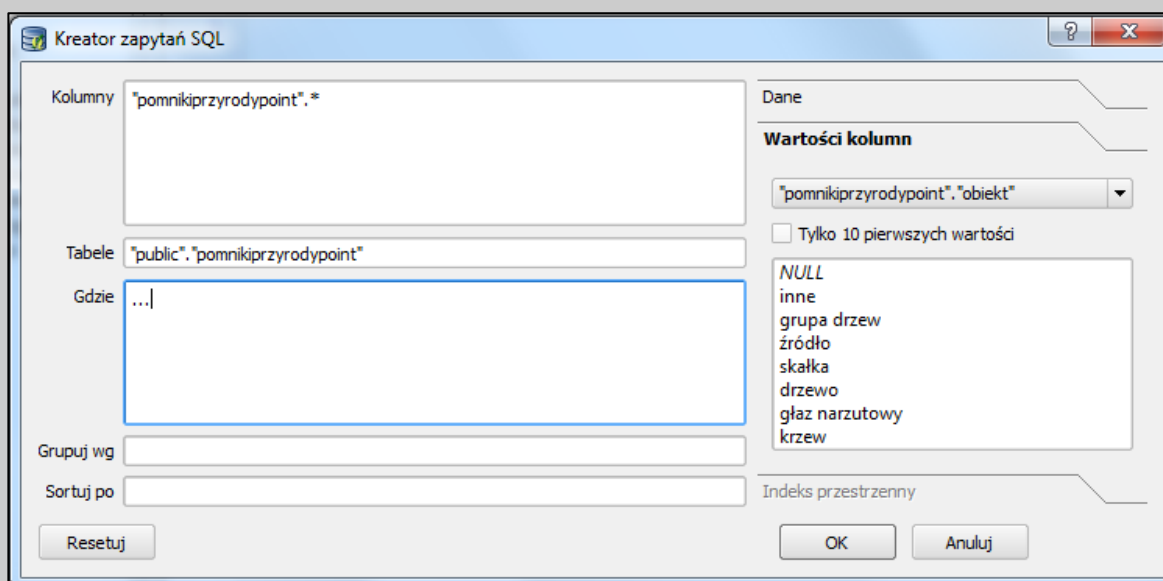 Kreator zapytań SQL
Kolumny
"pomnikiprzyrodypoint".*
Tabele
"public"."pomnikiprzyrodypoint"
Gdzie
...
Grupuj wg
Sortuj po
Resetuj
Dane
Wartości kolumn
"pomnikiprzyrodypoint"."obiekt"
Tylko 10 pierwszych wartości
NULL
inne
grupa drzew
źródło
skałka
drzewo
głaz narzutowy
krzew
Indeks przestrzenny
OK
Anuluj